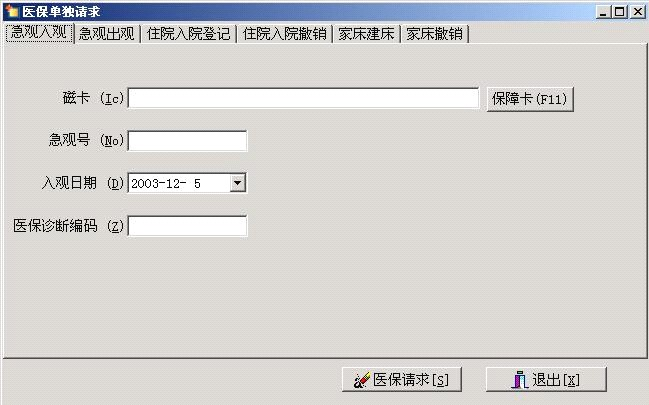 医保单独请求
急观入观 急观出观 住院入院登记 住院入院撤销 家床建床 家床撤销
磁卡 (Ic) 保障卡(F11)
急观号 (No)
入观日期 (D) 2003-12- 5
医保诊断编码 (Z)
医保请求[S] 退出[X]